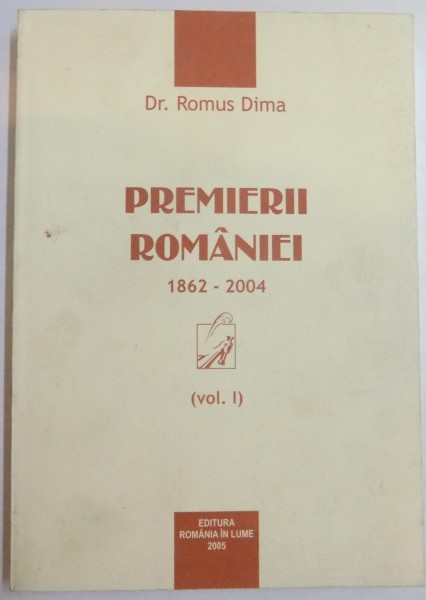 Dr. Romus Dima
PREMIERII
ROMÂNIEI
1862 - 2004
(vol. I)
EDITURA
ROMÂNIA ÎN LUME
2005